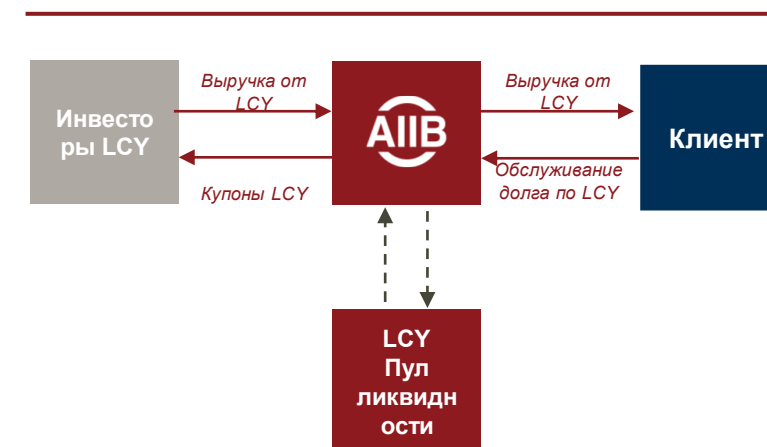 Выручка от
LCY
Выручка от
LCY
Инвесто
ры LCY
AIIB
Клиент
Купоны LCY
Обслуживание
долга по LCY
LCY
Пул
ликвидн
ости